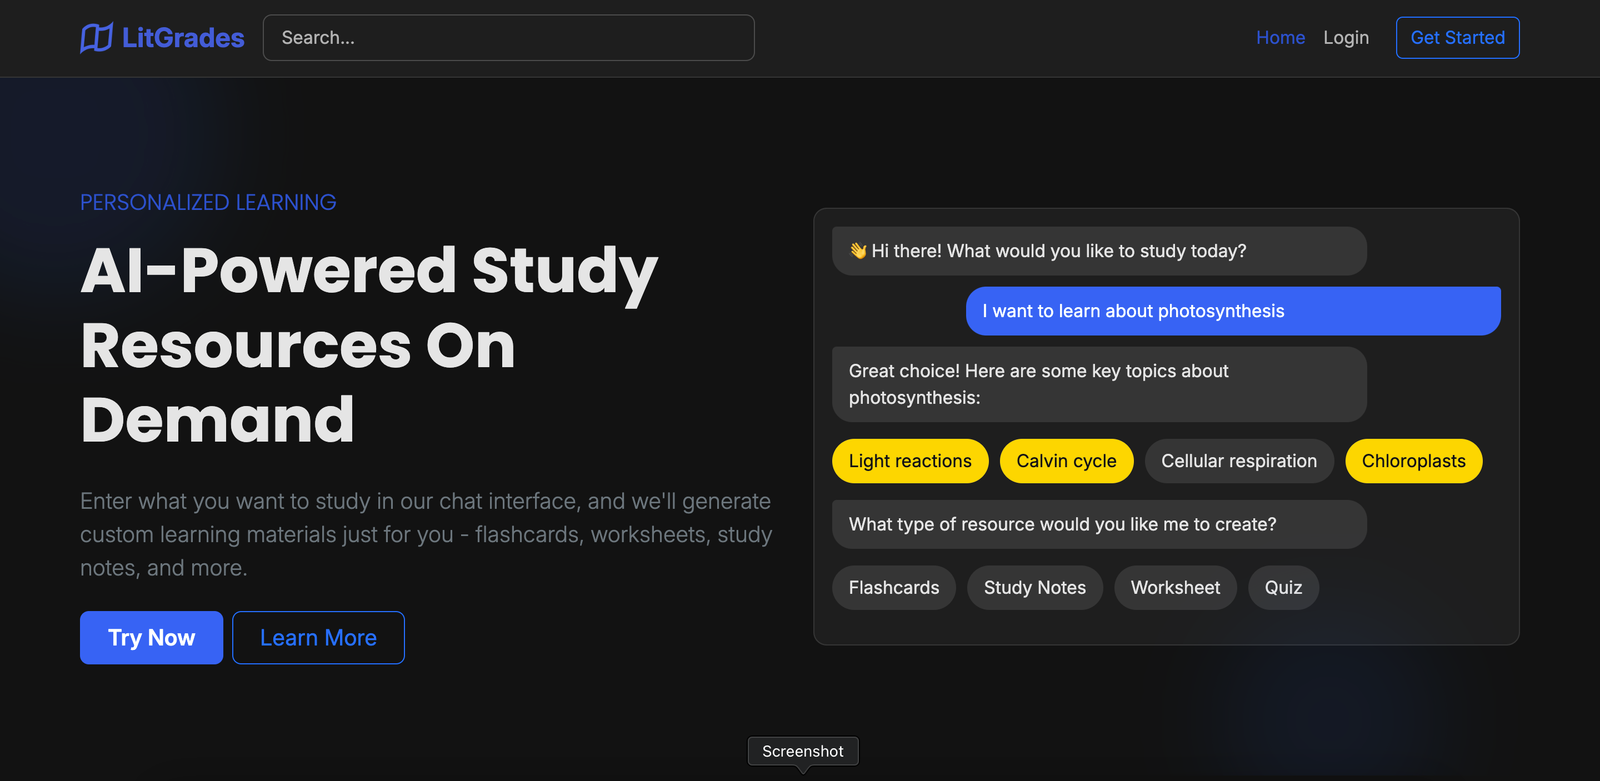 LitGrades
Search...
Home
Login
Get Started
PERSONALIZED LEARNING
AI-Powered Study
Resources On
Demand
Enter what you want to study in our chat interface, and we'll generate
custom learning materials just for you - flashcards, worksheets, study
notes, and more.
Try Now
Learn More
👋 Hi there! What would you like to study today?
I want to learn about photosynthesis
Great choice! Here are some key topics about
photosynthesis:
Light reactions
Calvin cycle
Cellular respiration
Chloroplasts
What type of resource would you like me to create?
Flashcards
Study Notes
Worksheet
Quiz
Screenshot